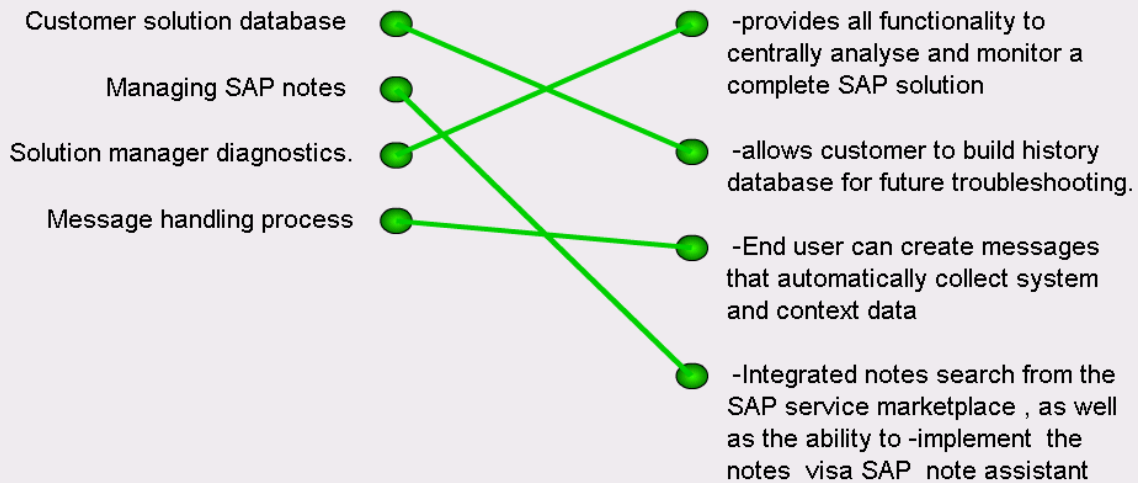 Customer solution database
Managing SAP notes
Solution manager diagnostics.
Message handling process
-provides all functionality to
centrally analyse and monitor a
complete SAP solution
-allows customer to build history
database for future troubleshooting.
-End user can create messages
that automatically collect system
and context data
-Integrated notes search from the
SAP service marketplace , as well
as the ability to -implement  the
notes  visa SAP  note assistant